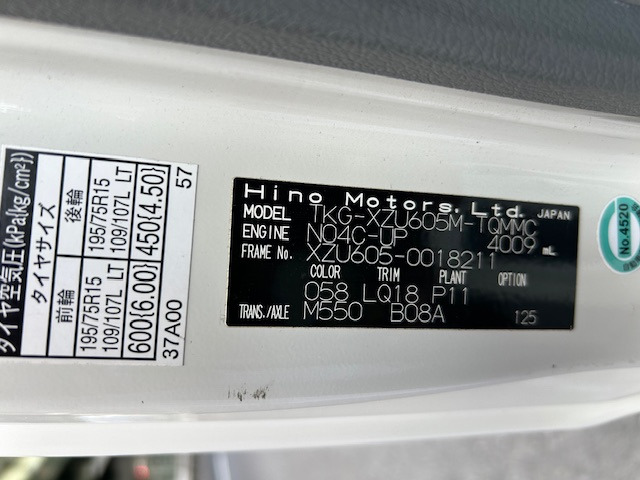 タイヤ空気圧(kPa{kg/cm²})
タイヤサイズ
前輪 後輪
195/75R15 195/75R15
109/107L LT 109/107L LT
600{6.00} 450{4.50}
37A00 57
Hino Motors, Ltd. JAPAN
MODEL TKG-XZU605M-TQMMC
ENGINE N04C-UP 4009 mL
FRAME No. XZU605-0018211
COLOR TRIM PLANT OPTION
058 LQ18 P11
TRANS./AXLE M550 B08A 125
No.4520